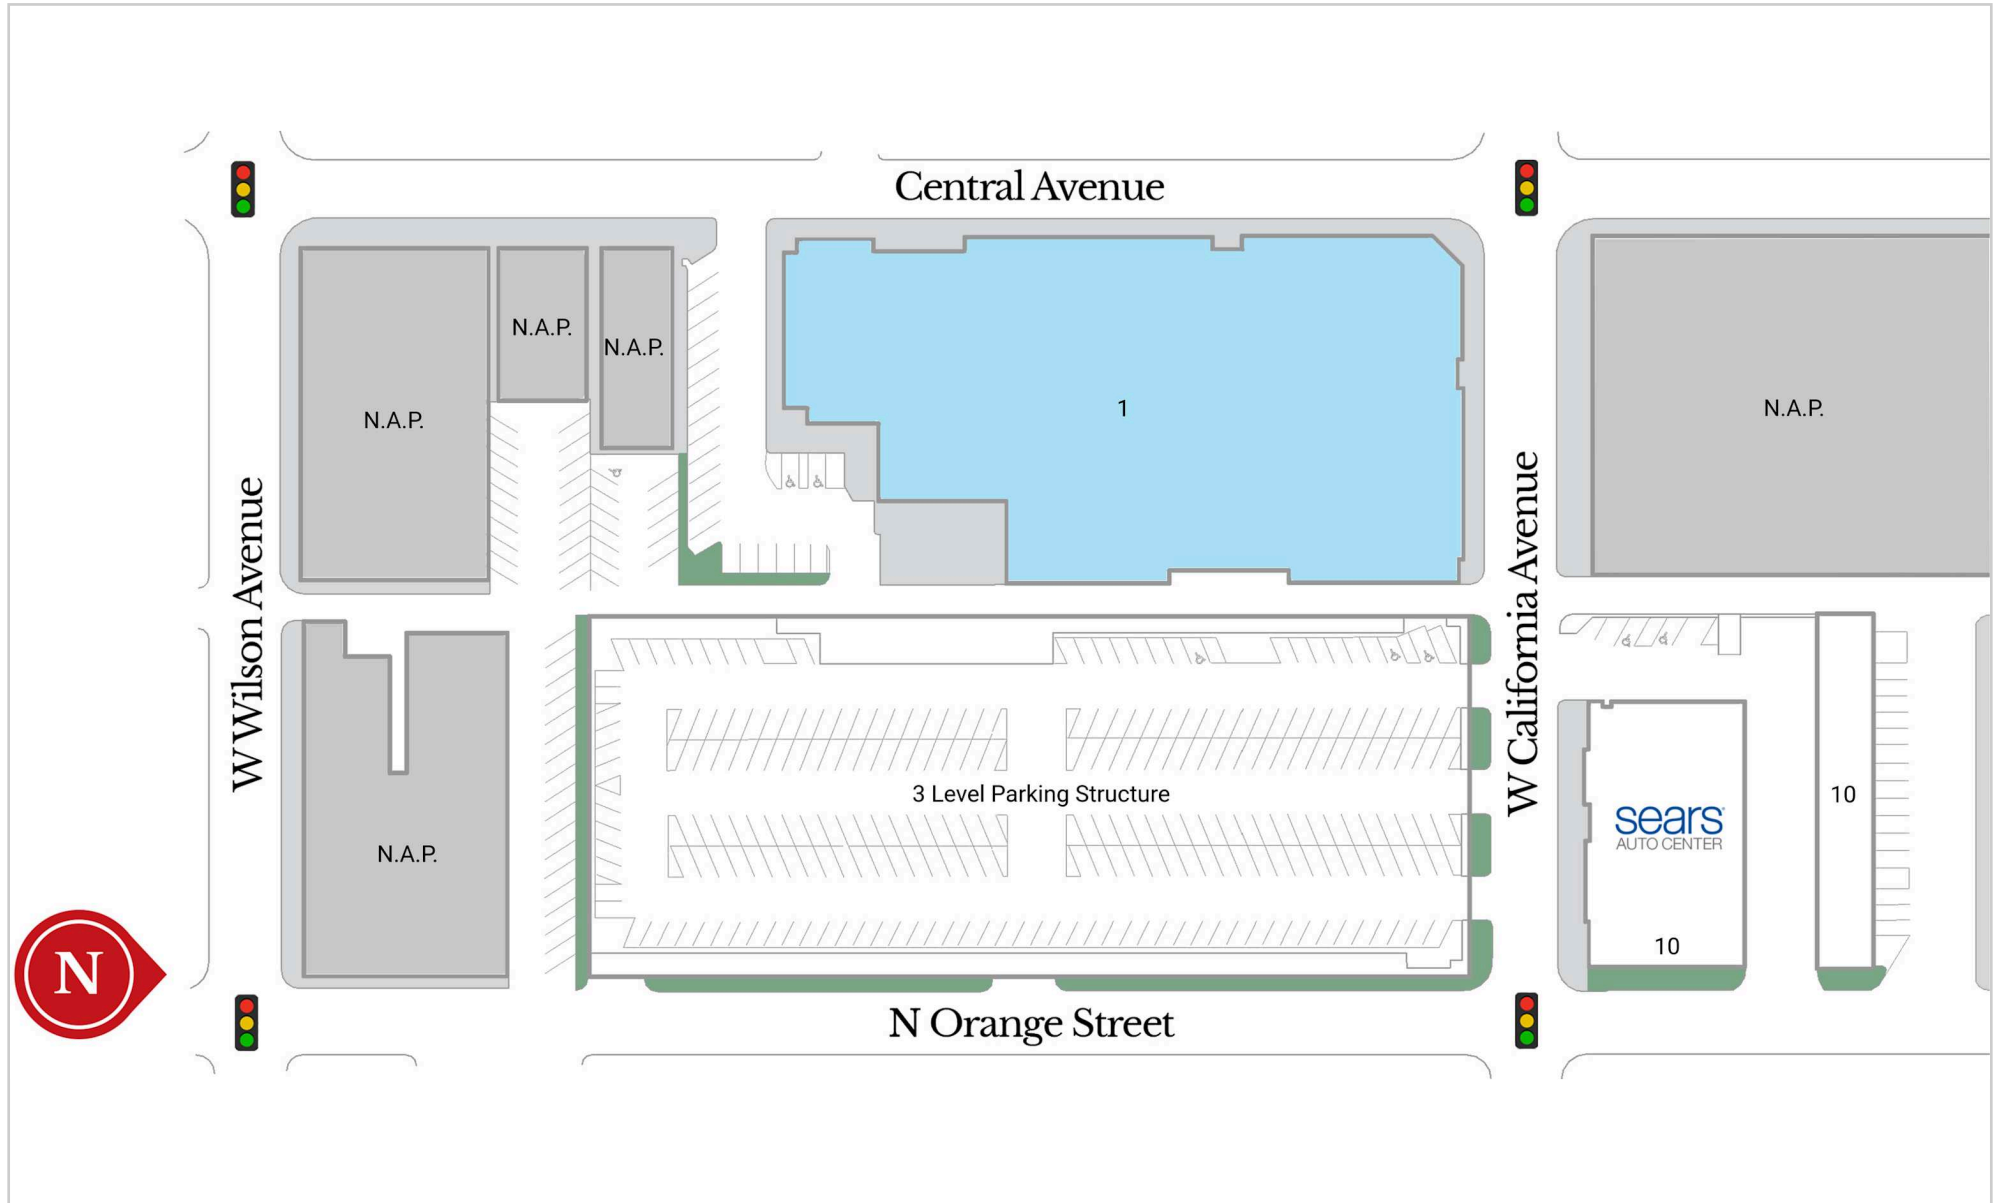 Central Avenue
N.A.P.
N.A.P.
N.A.P.
1
N.A.P.
W Wilson Avenue
W California Avenue
3 Level Parking Structure
10
sears
AUTO CENTER
N.A.P.
10
N
N Orange Street